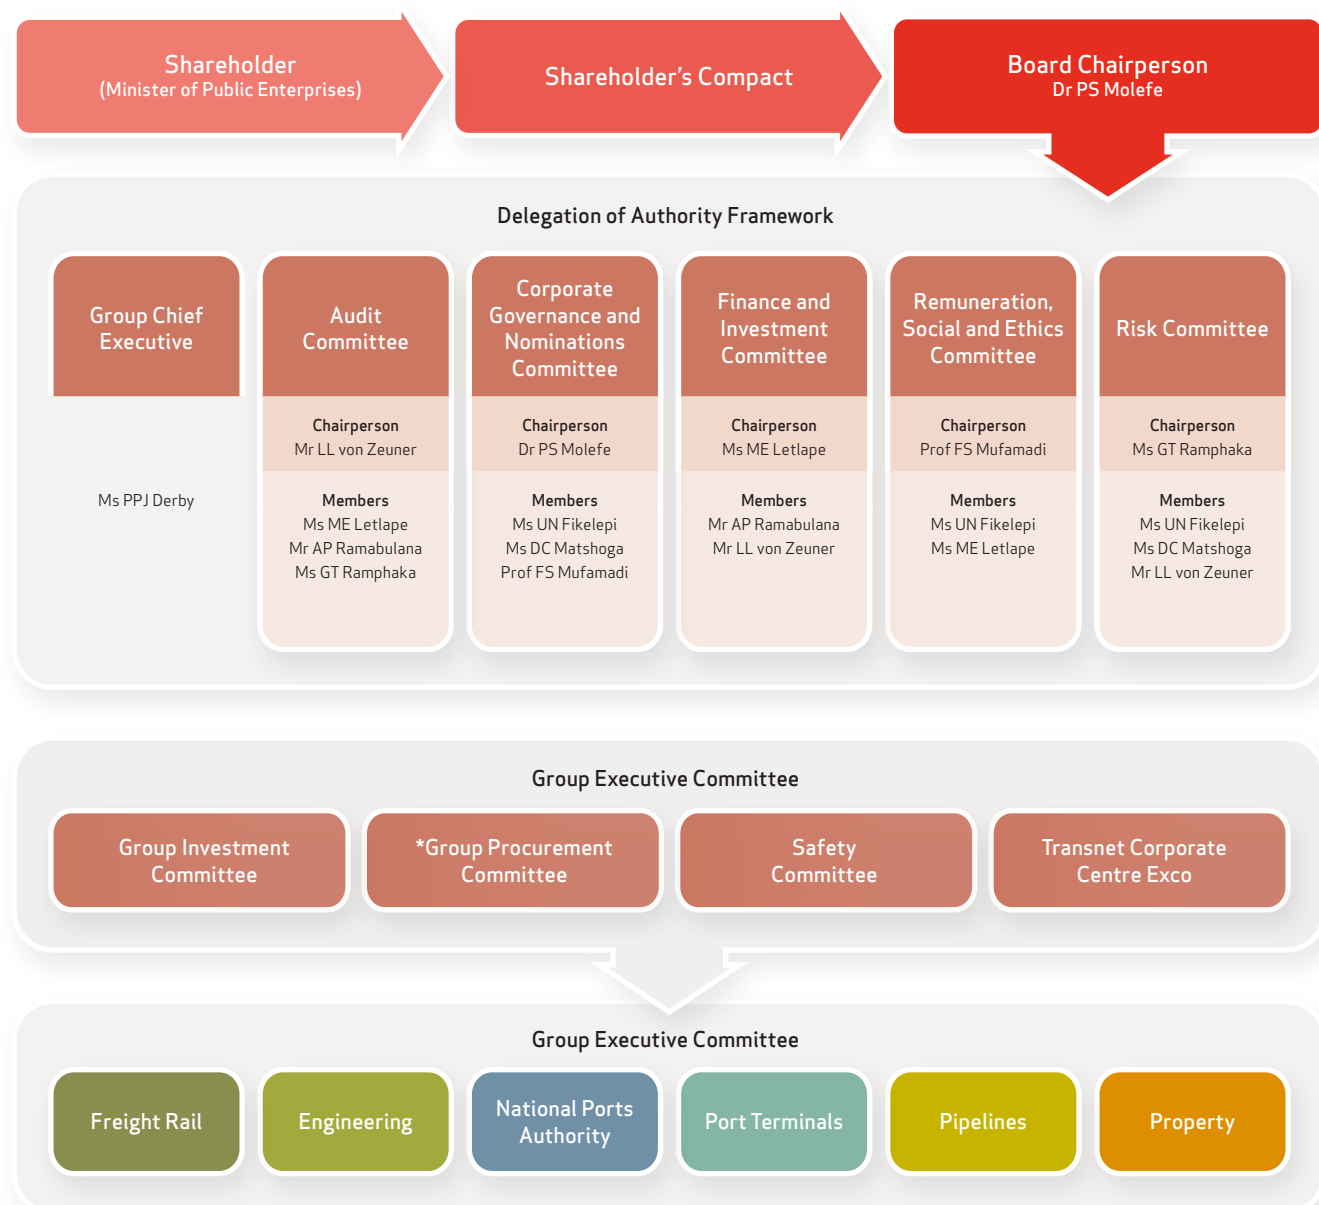 Shareholder
(Minister of Public Enterprises)
Shareholder’s Compact
Board Chairperson
Dr PS Molefe
Delegation of Authority Framework
Group Chief
Executive
Ms PPJ Derby
Audit
Committee
Chairperson
Mr LL von Zeuner
Members
Ms ME Letlape
Mr AP Ramabulana
Ms GT Ramphaka
Corporate
Governance and
Nominations
Committee
Chairperson
Dr PS Molefe
Members
Ms UN Fikelepi
Ms DC Matshoga
Prof FS Mufamadi
Finance and
Investment
Committee
Chairperson
Ms ME Letlape
Members
Mr AP Ramabulana
Mr LL von Zeuner
Remuneration,
Social and Ethics
Committee
Chairperson
Prof FS Mufamadi
Members
Ms UN Fikelepi
Ms ME Letlape
Risk Committee
Chairperson
Ms GT Ramphaka
Members
Ms UN Fikelepi
Ms DC Matshoga
Mr LL von Zeuner
Group Executive Committee
Group Investment
Committee
*Group Procurement
Committee
Safety
Committee
Transnet Corporate
Centre Exco
Group Executive Committee
Freight Rail
Engineering
National Ports
Authority
Port Terminals
Pipelines
Property